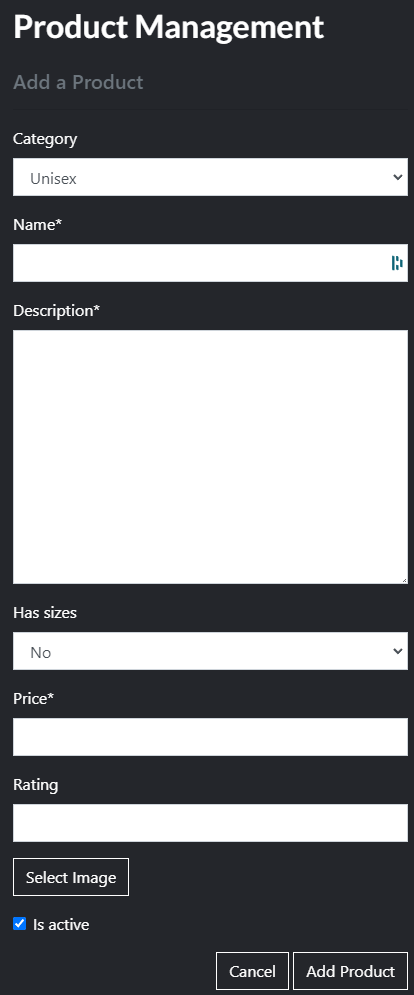 Product Management
Add a Product
Category
Unisex
Name*
Description*
Has sizes
No
Price*
Rating
Select Image
Is active
Cancel Add Product